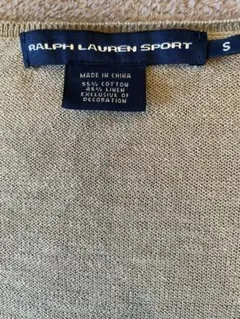 RALPH LAUREN SPORT
S
MADE IN CHINA
55% COTTON
45% LINEN
EXCLUSIVE OF
DECORATION